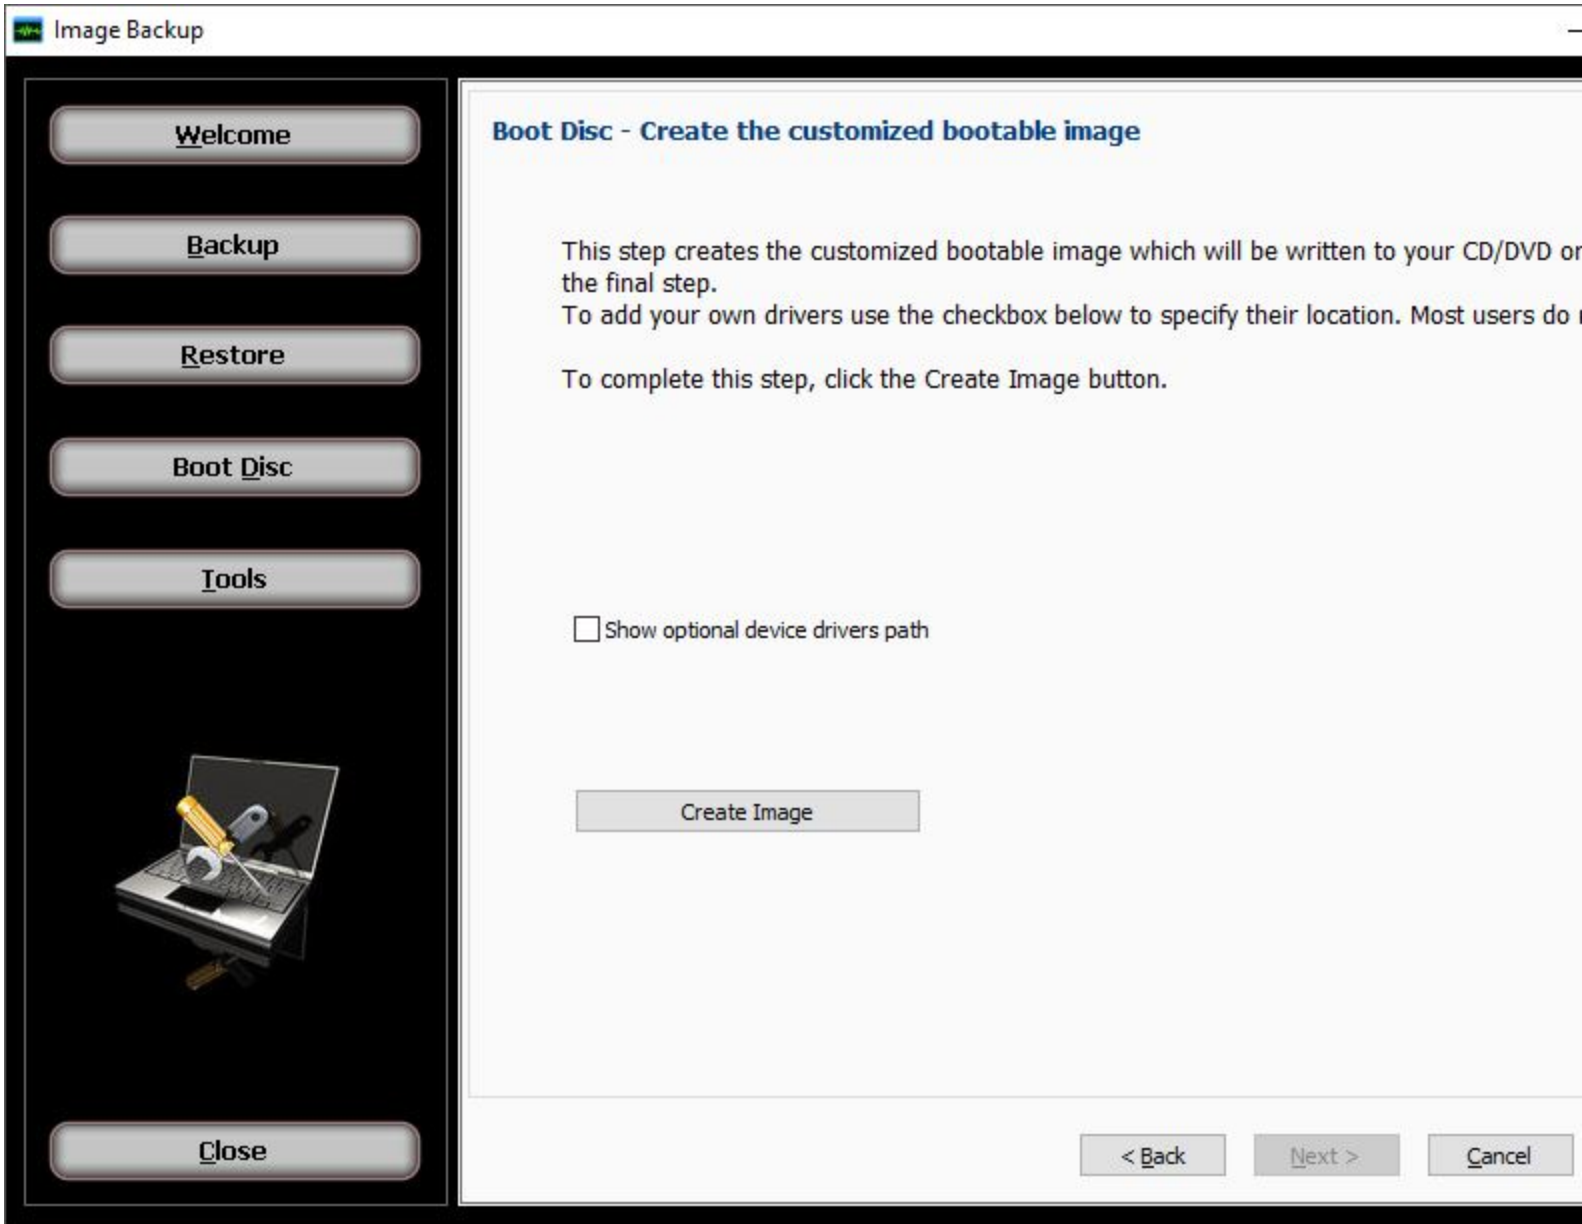 Image Backup
Welcome
Backup
Restore
Boot Disc
Tools
Close
Boot Disc - Create the customized bootable image
This step creates the customized bootable image which will be written to your CD/DVD or
the final step.
To add your own drivers use the checkbox below to specify their location. Most users do
To complete this step, click the Create Image button.
Show optional device drivers path
Create Image
< Back
Next >
Cancel